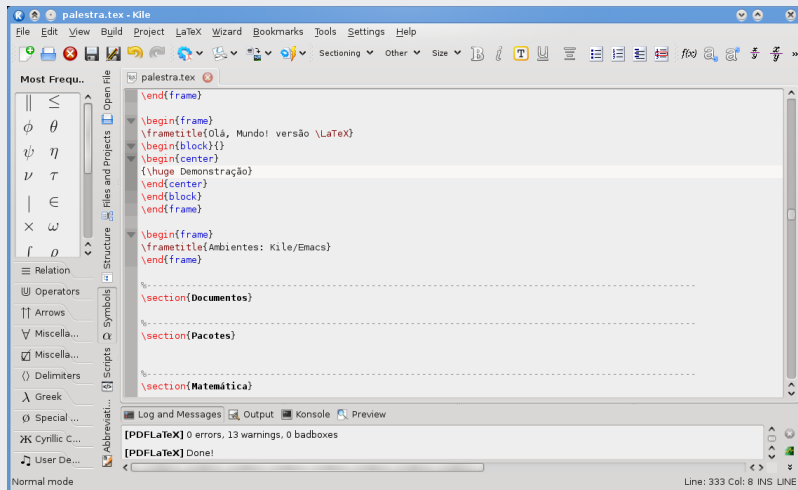 palestra.tex - Kile
File Edit View Build Project LaTeX Wizard Bookmarks Tools Settings Help
Sectioning Other Size B i T U f(x) a a x/y x/y »
Most Frequ..
palestra.tex
‖ ≤
ϕ θ
ψ η
ν τ
| ∈
× ω
∫ ρ
Relation
Operators
Arrows
Miscella...
Miscella...
Delimiters
λ Greek
Special ...
Ж Cyrillic C...
User De...
Open File
Files and Projects
Structure
Symbols
Scripts
Abbreviati...
\end{frame}
\begin{frame}
\frametitle{Olá, Mundo! versão \LaTeX}
\begin{block}{}
\begin{center}
{\huge Demonstração}
\end{center}
\end{block}
\end{frame}
\begin{frame}
\frametitle{Ambientes: Kile/Emacs}
\end{frame}
%------------------------------------------------------------
\section{Documentos}
%------------------------------------------------------------
\section{Pacotes}
%------------------------------------------------------------
\section{Matemática}
Log and Messages Output Konsole Preview
[PDFLaTeX] 0 errors, 13 warnings, 0 badboxes
[PDFLaTeX] Done!
Normal mode
Line: 333 Col: 8 INS LINE